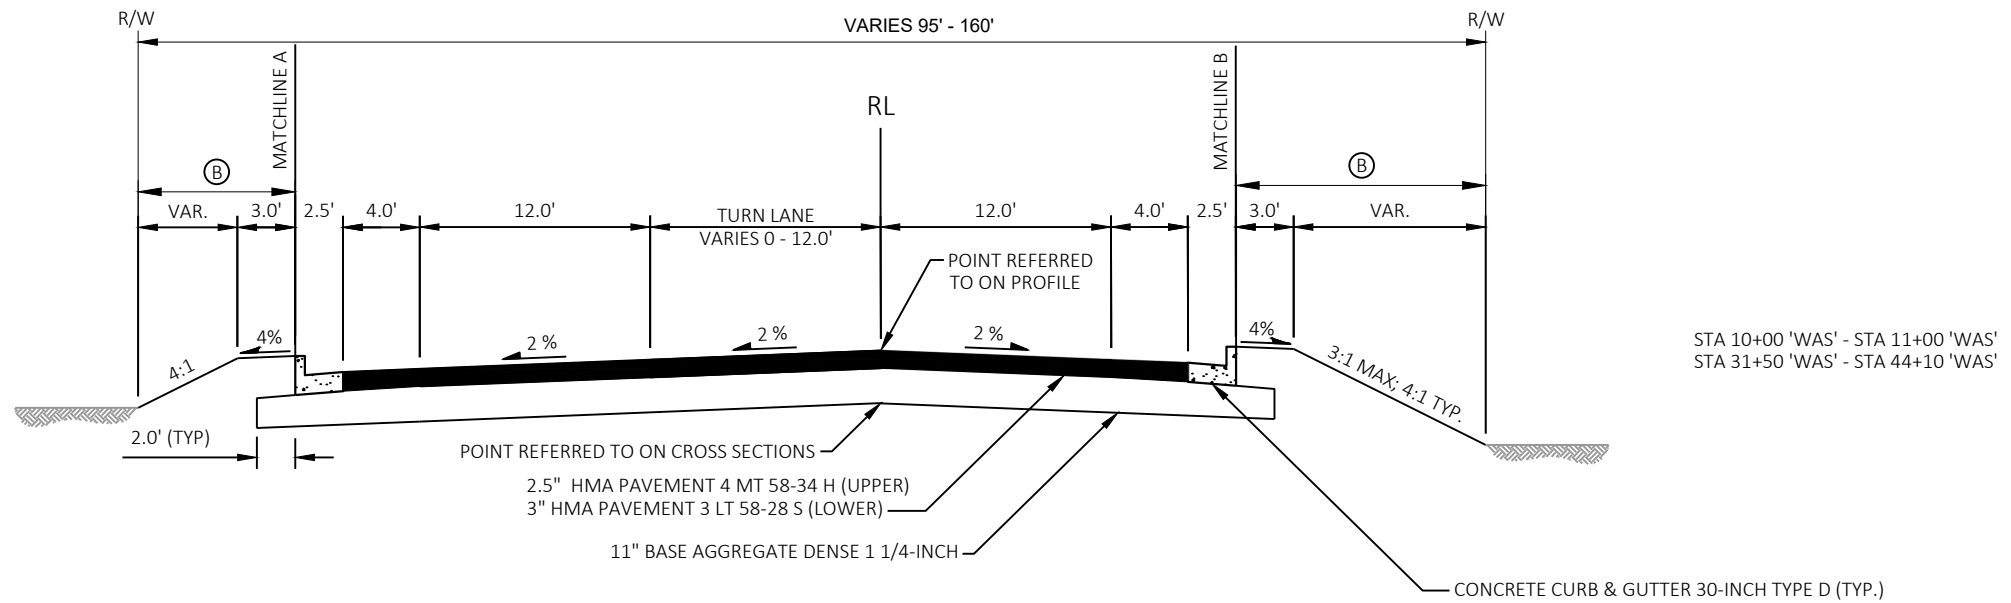 R/W
VARIES 95' - 160'
R/W
MATCHLINE A
MATCHLINE B
RL
B
B
VAR.
3.0'
2.5'
4.0'
12.0'
TURN LANE
VARIES 0 - 12.0'
12.0'
4.0'
2.5'
3.0'
VAR.
POINT REFERRED
TO ON PROFILE
4%
2 %
2 %
2 %
4%
4:1
3:1 MAX; 4:1 TYP.
STA 10+00 'WAS' - STA 11+00 'WAS'
STA 31+50 'WAS' - STA 44+10 'WAS'
2.0' (TYP)
POINT REFERRED TO ON CROSS SECTIONS
2.5" HMA PAVEMENT 4 MT 58-34 H (UPPER)
3" HMA PAVEMENT 3 LT 58-28 S (LOWER)
11" BASE AGGREGATE DENSE 1 1/4-INCH
CONCRETE CURB & GUTTER 30-INCH TYPE D (TYP.)